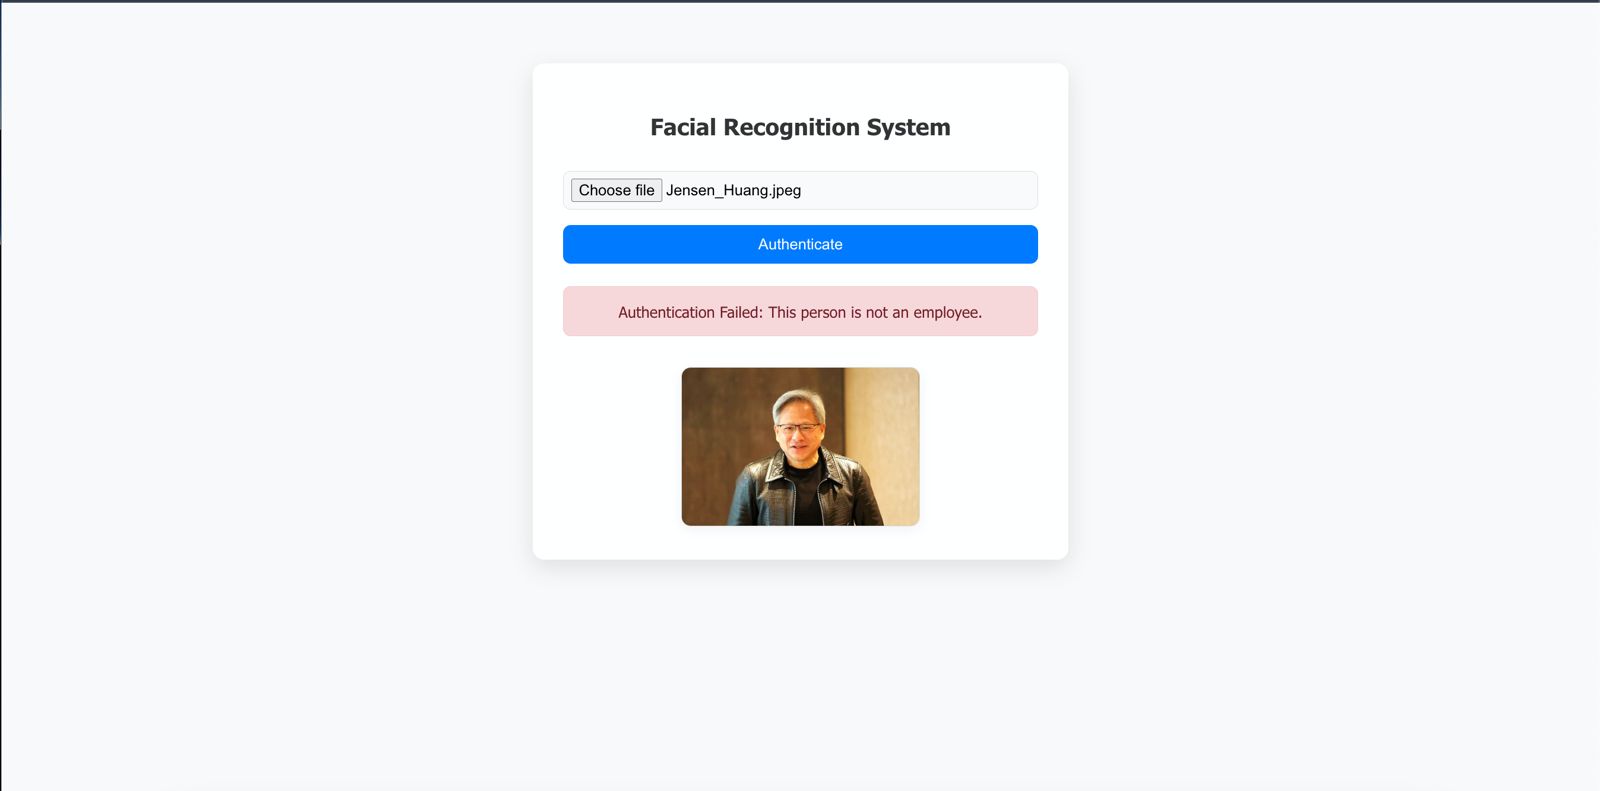 Facial Recognition System
Choose file Jensen_Huang.jpeg
Authenticate
Authentication Failed: This person is not an employee.